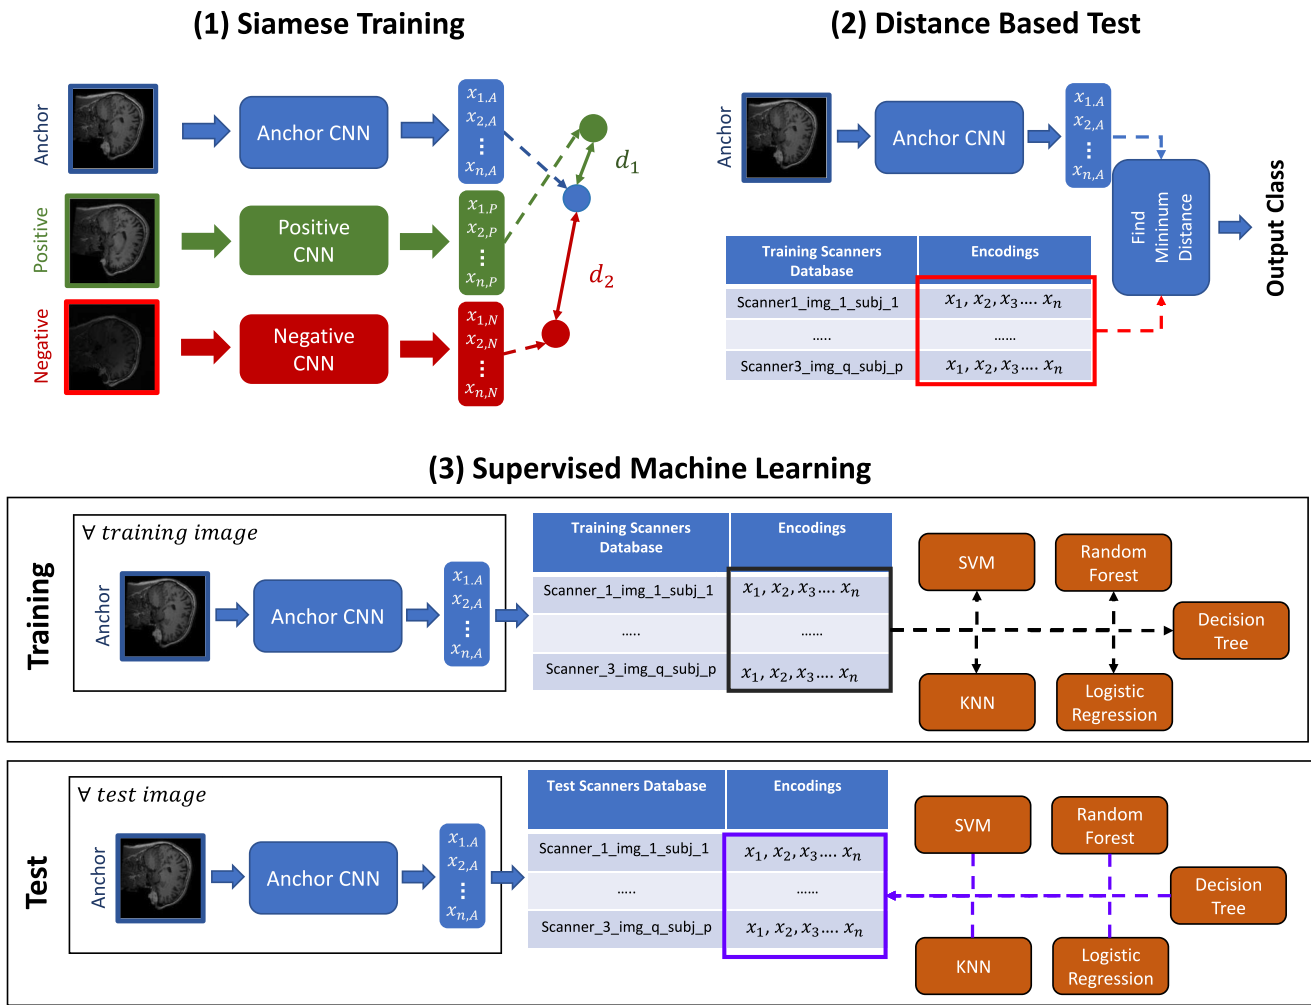 (1) Siamese Training
Anchor
Anchor CNN
x1,A
x2,A
⋮
xn,A
Positive
Positive
CNN
x1,P
x2,P
⋮
xn,P
Negative
Negative
CNN
x1,N
x2,N
⋮
xn,N
d1
d2
(2) Distance Based Test
Anchor
Anchor CNN
x1,A
x2,A
⋮
xn,A
Find
Mininum
Distance
Output Class
Training Scanners
Database
Encodings
Scanner1_img_1_subj_1
x1, x2, x3.... xn
.....
......
Scanner3_img_q_subj_p
x1, x2, x3.... xn
(3) Supervised Machine Learning
Training
∀ training image
Anchor
Anchor CNN
x1.A
x2,A
⋮
xn,A
Training Scanners
Database
Encodings
Scanner_1_img_1_subj_1
x1, x2, x3.... xn
.....
......
Scanner_3_img_q_subj_p
x1, x2, x3.... xn
SVM
Random
Forest
Decision
Tree
KNN
Logistic
Regression
Test
∀ test image
Anchor
Anchor CNN
x1.A
x2,A
⋮
xn,A
Test Scanners Database
Encodings
Scanner_1_img_1_subj_1
x1, x2, x3.... xn
.....
......
Scanner_3_img_q_subj_p
x1, x2, x3.... xn
SVM
Random
Forest
Decision
Tree
KNN
Logistic
Regression